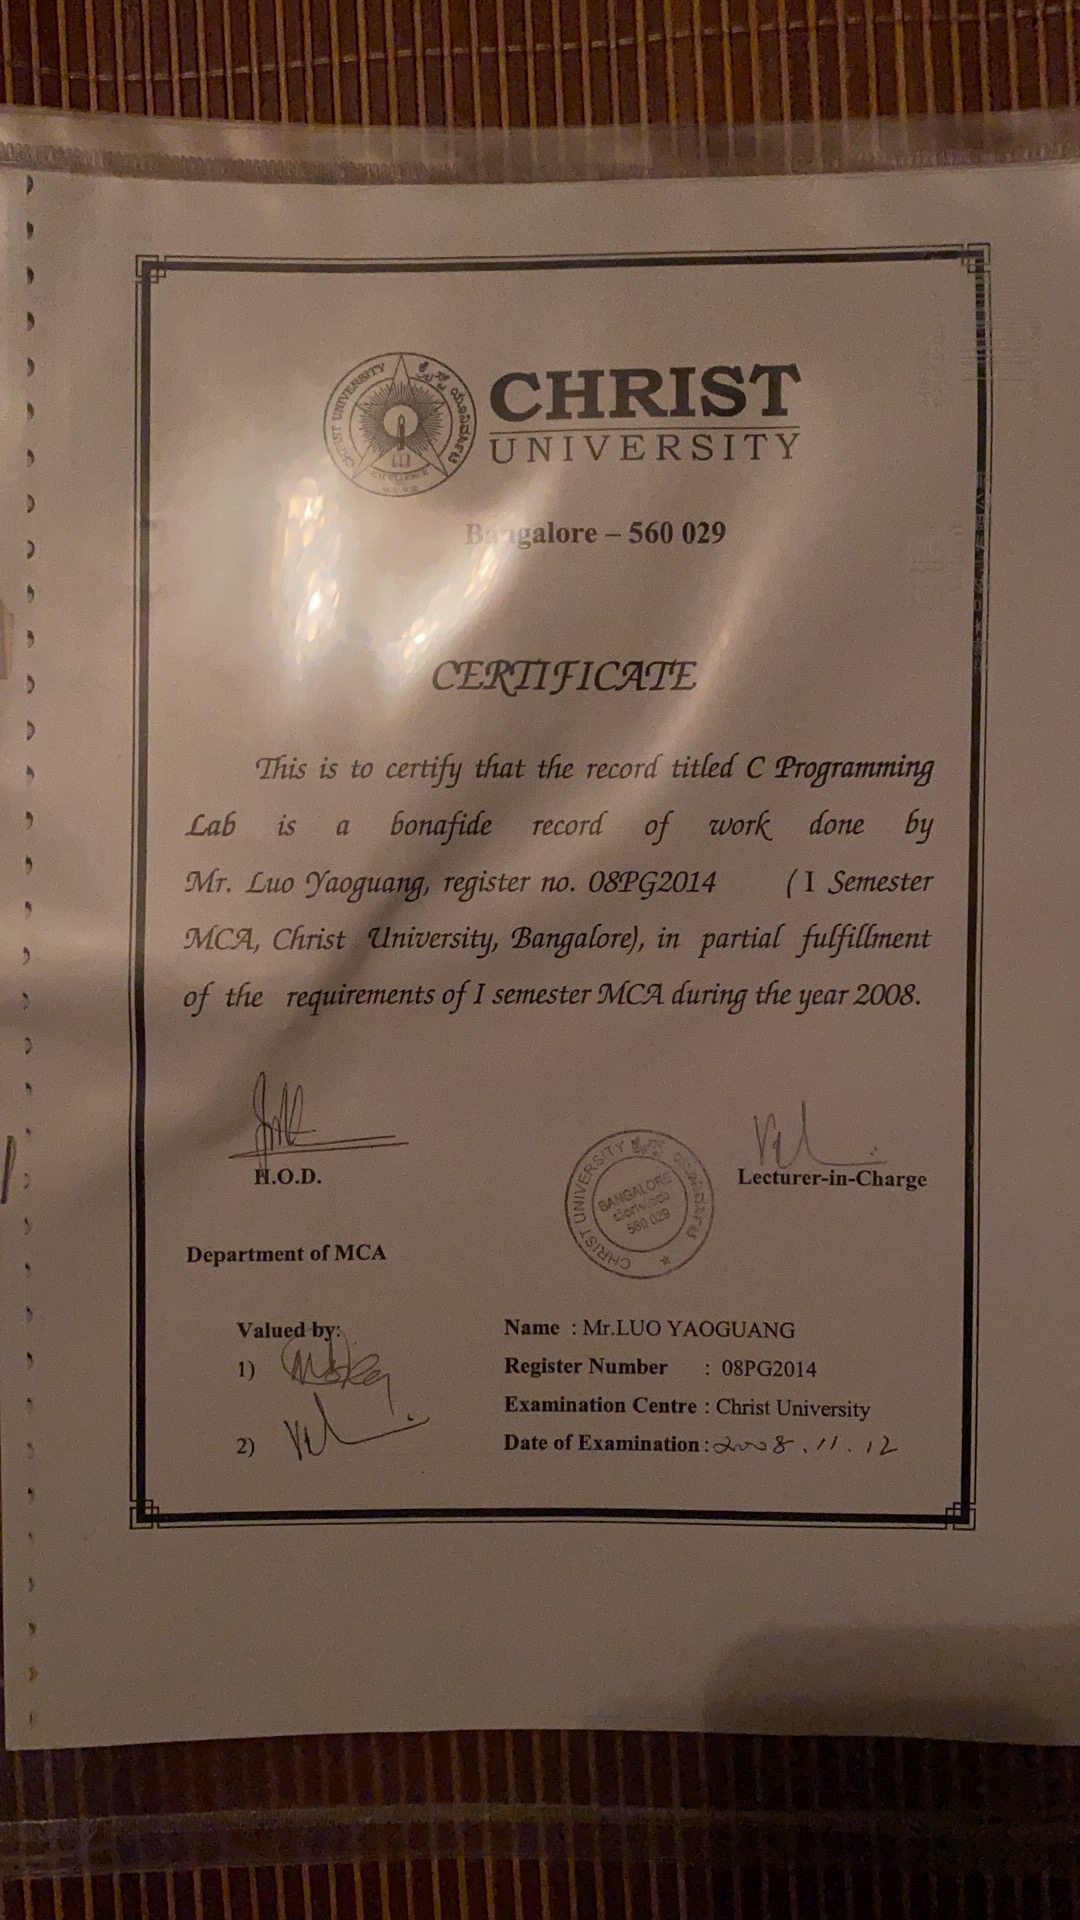 CHRIST UNIVERSITY
EXCELLENCE
CHRIST
UNIVERSITY
Bangalore – 560 029
CERTIFICATE
This is to certify that the record titled C Programming
Lab is a bonafide record of work done by
Mr. Luo Yaoguang, register no. 08PG2014 (I Semester
MCA, Christ University, Bangalore), in partial fulfillment
of the requirements of I semester MCA during the year 2008.
H.O.D.
Lecturer-in-Charge
CHRIST UNIVERSITY
BANGALORE
560 029
Department of MCA
Valued by:
1)
2)
Name : Mr.LUO YAOGUANG
Register Number : 08PG2014
Examination Centre : Christ University
Date of Examination : 2008.11.12